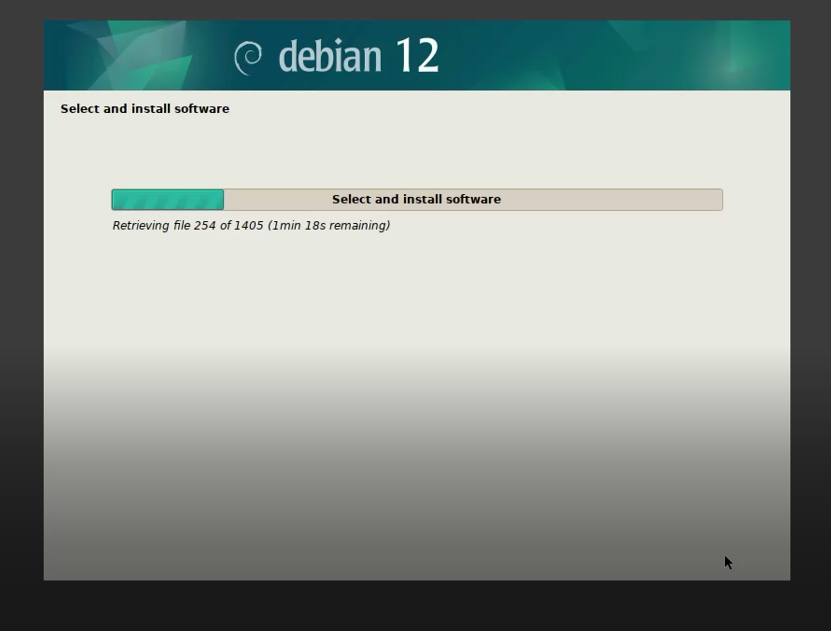 debian 12
Select and install software
Select and install software
Retrieving file 254 of 1405 (1min 18s remaining)